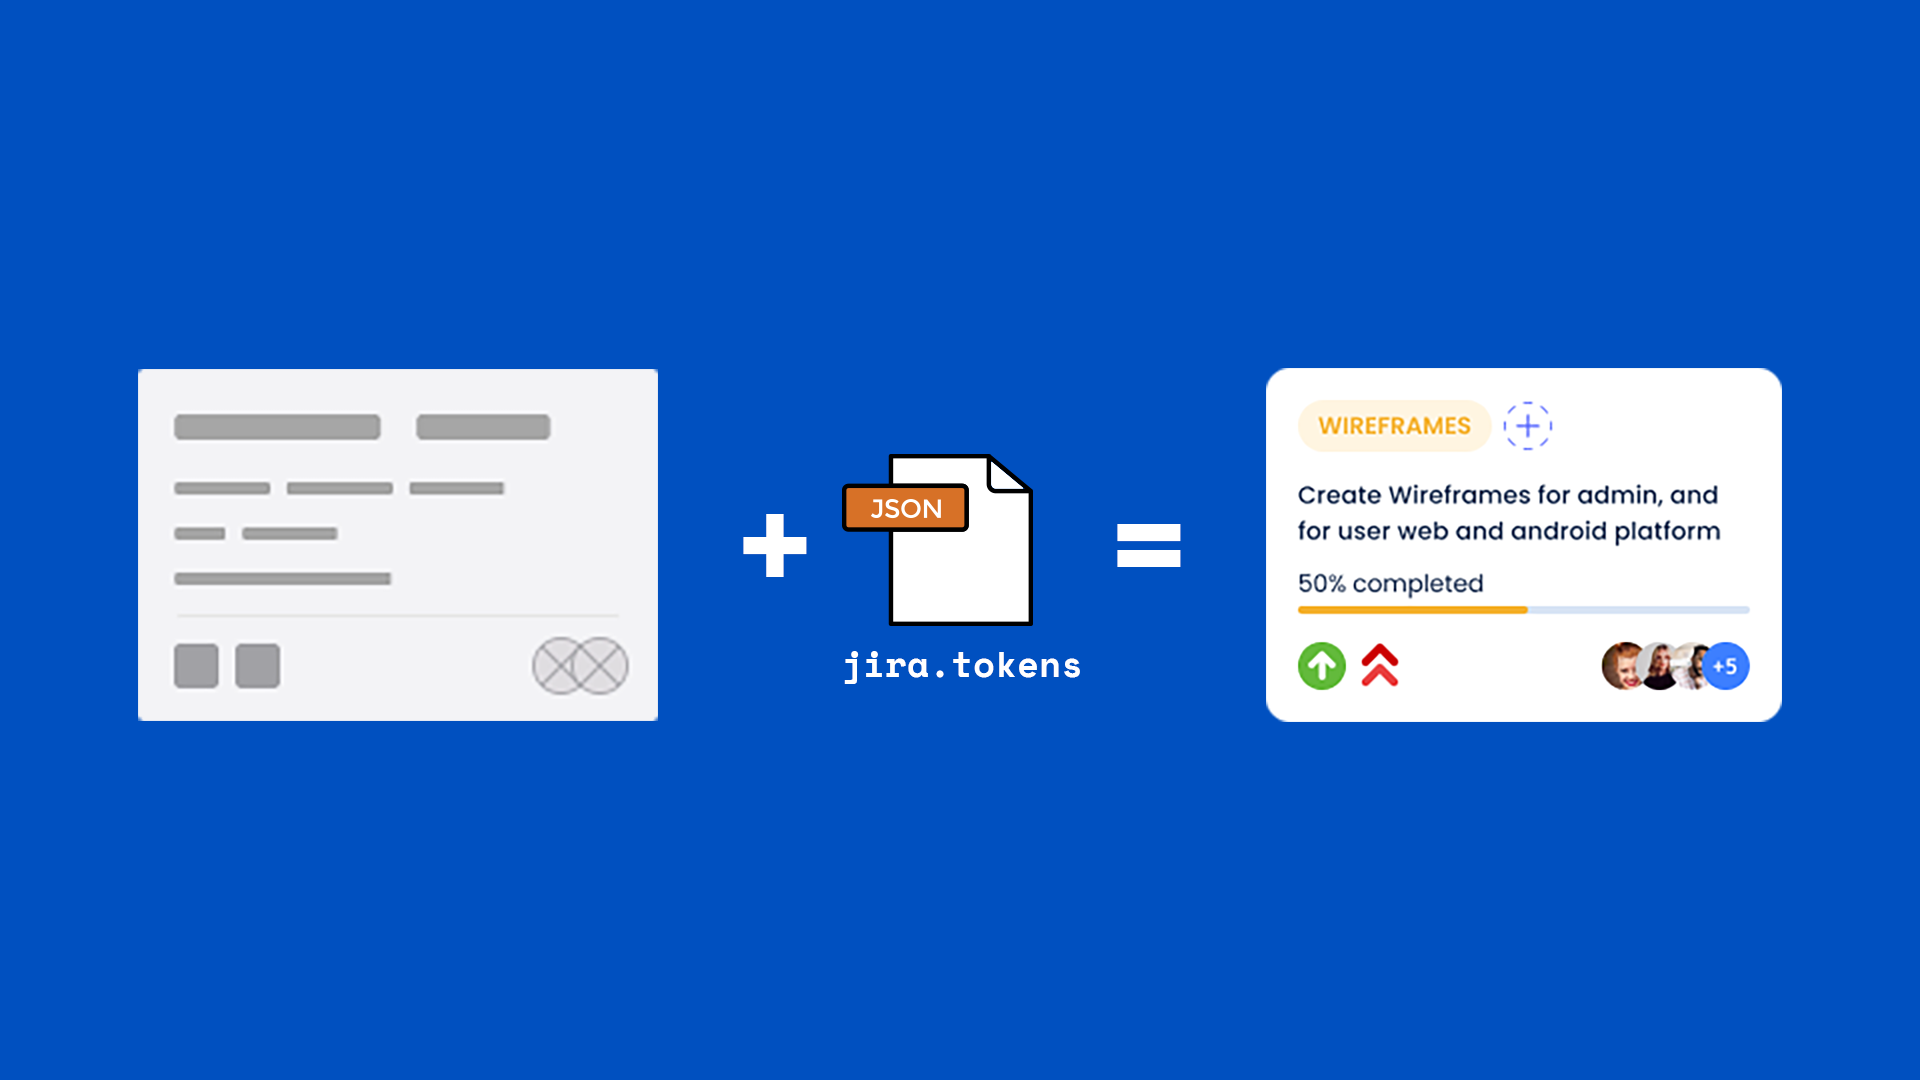 JSON
jira.tokens
WIREFRAMES
Create Wireframes for admin, and
for user web and android platform
50% completed
+5